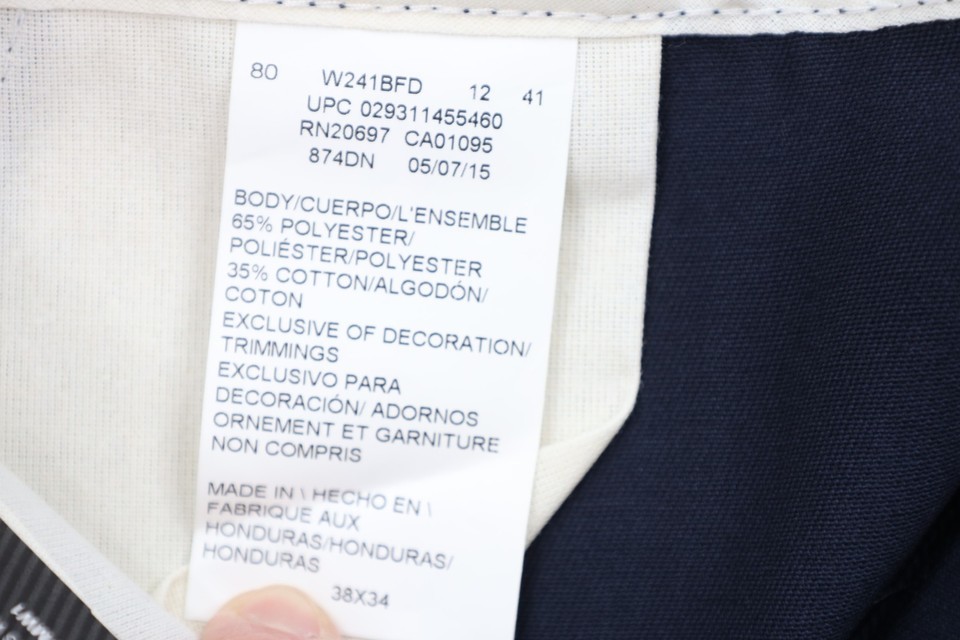 80 W241BFD 12 41
UPC 029311455460
RN20697 CA01095
874DN 05/07/15
BODY/CUERPO/L'ENSEMBLE
65% POLYESTER/
POLIÉSTER/POLYESTER
35% COTTON/ALGODÓN/
COTON
EXCLUSIVE OF DECORATION/
TRIMMINGS
EXCLUSIVO PARA
DECORACIÓN/ ADORNOS
ORNEMENT ET GARNITURE
NON COMPRIS
MADE IN \ HECHO EN \
FABRIQUE AUX
HONDURAS/HONDURAS/
HONDURAS
38X34